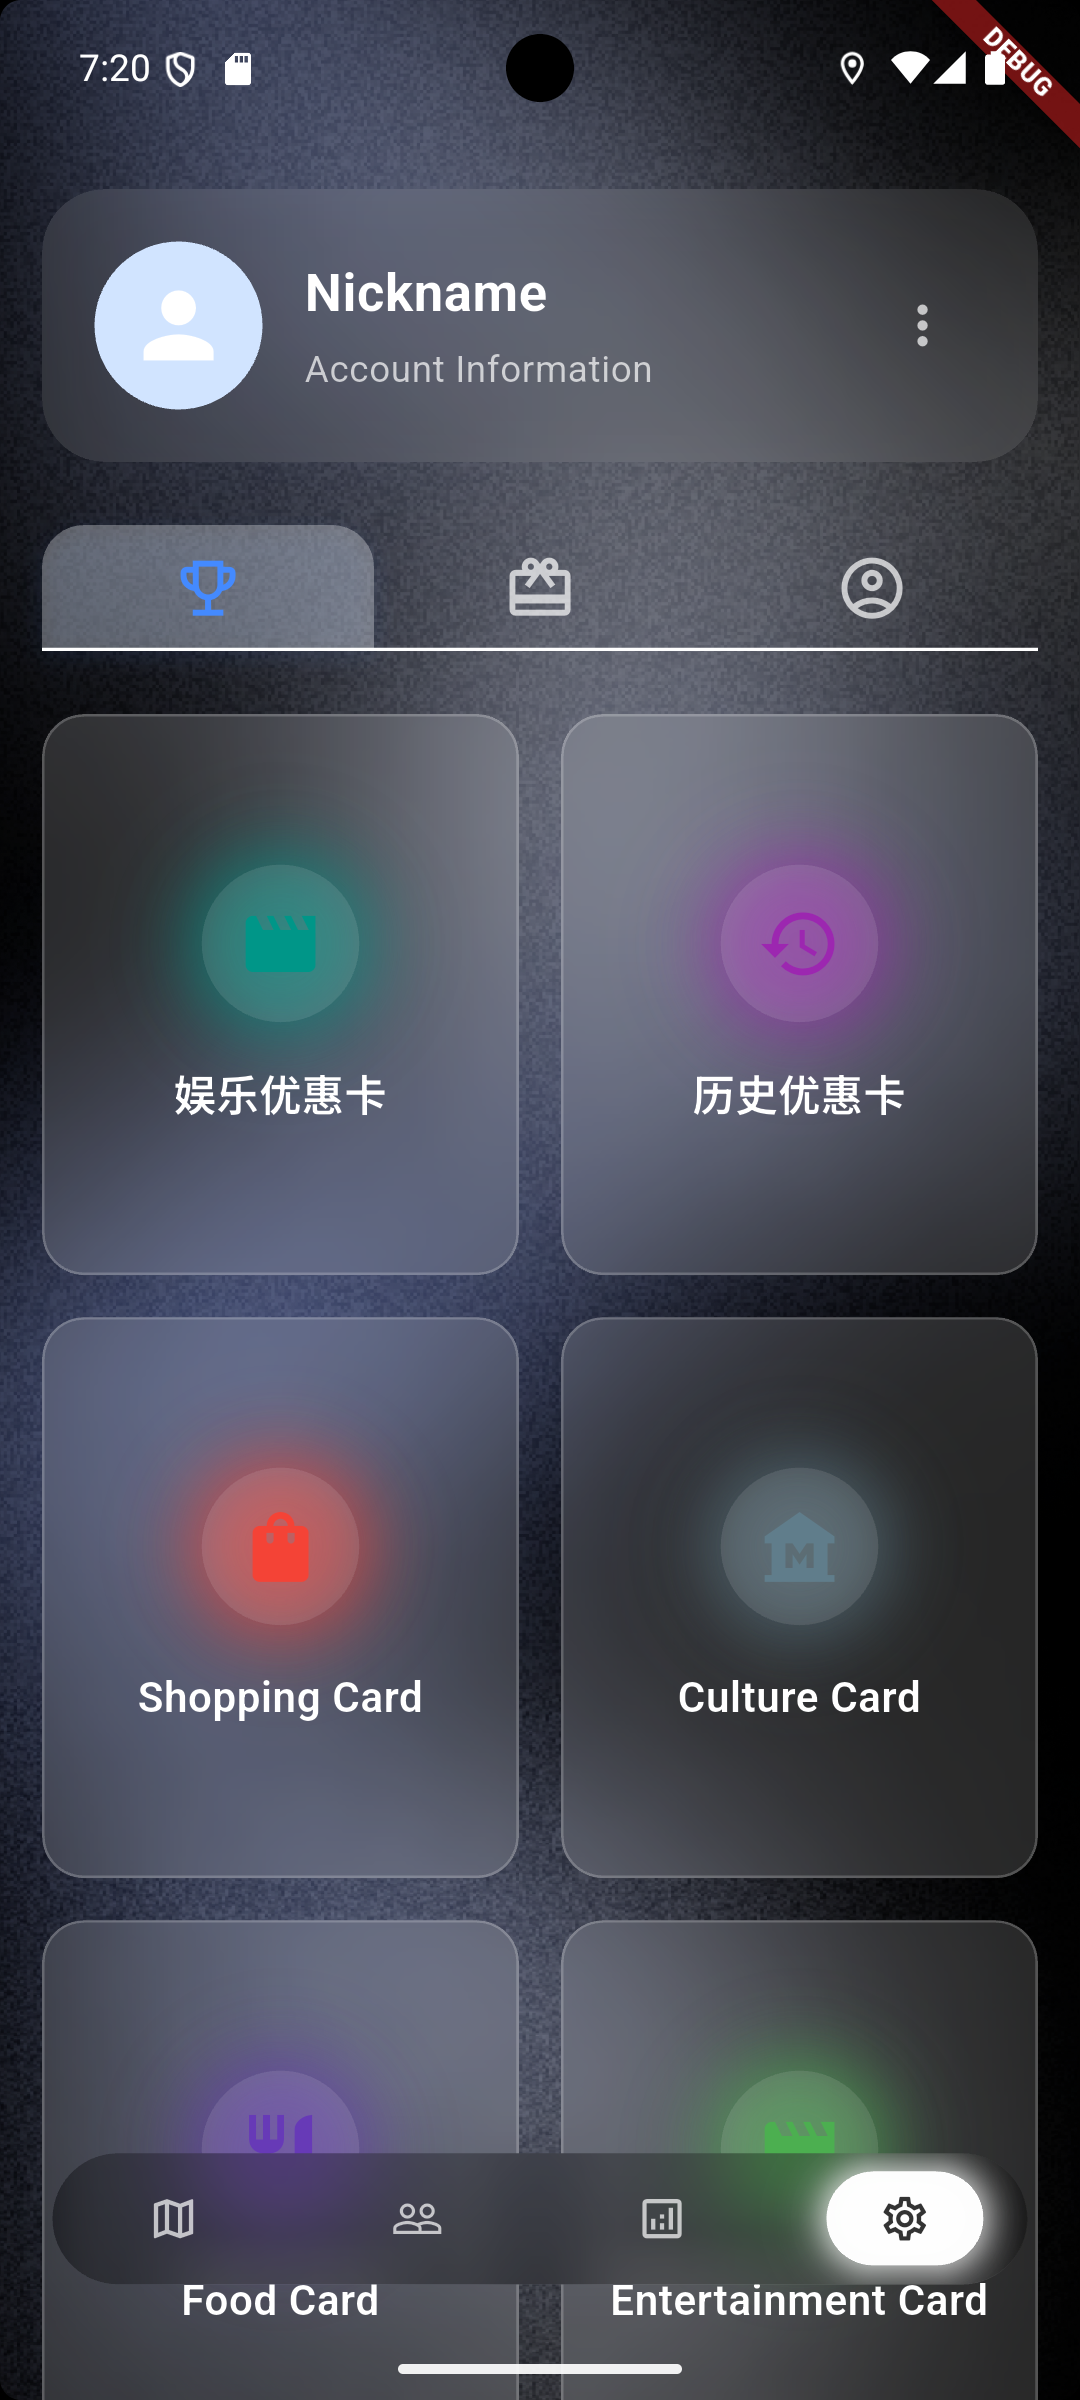 7:20
DEBUG
Nickname
Account Information
娱乐优惠卡
历史优惠卡
M
Shopping Card
Culture Card
Food Card
Entertainment Card